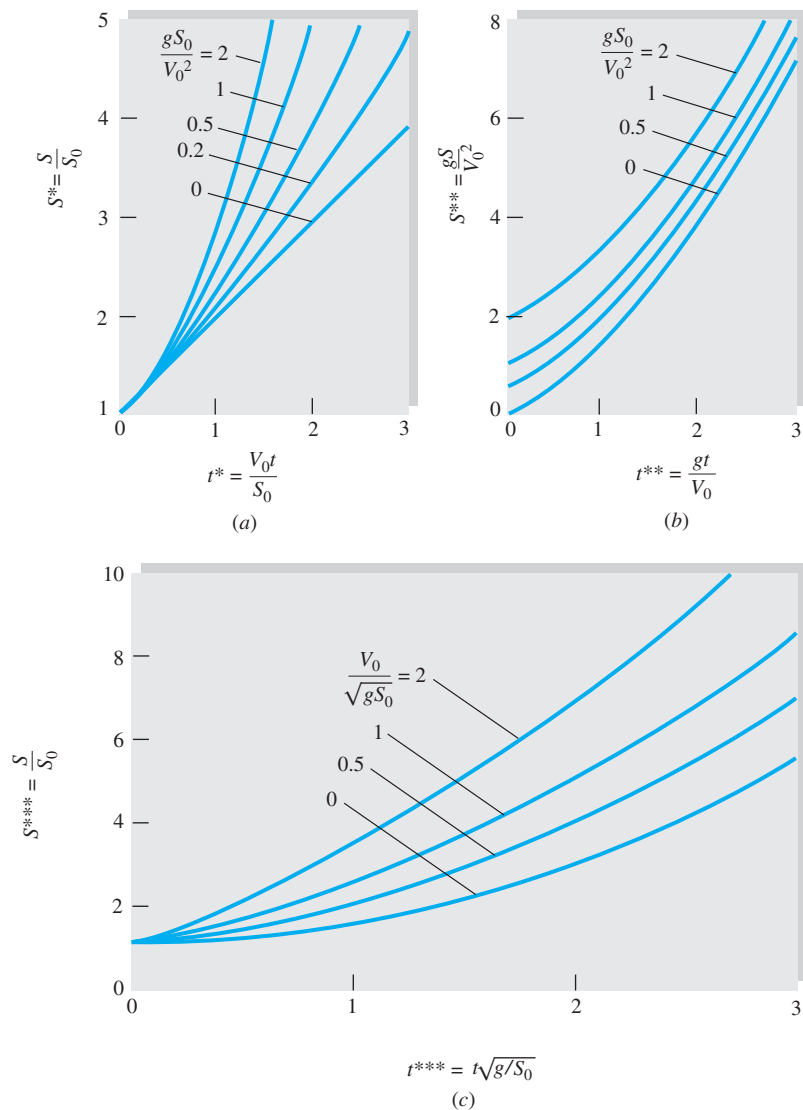 5
4
3
2
1
S* = S/S₀
gS₀/V₀² = 2
1
0.5
0.2
0
0 1 2 3
t* = V₀t/S₀
(a)
8
6
4
2
0
S** = gS/V₀²
gS₀/V₀² = 2
1
0.5
0
0 1 2 3
t** = gt/V₀
(b)
10
8
6
4
2
0
S*** = S/S₀
V₀/√gS₀ = 2
1
0.5
0
0 1 2 3
t*** = t√g/S₀
(c)